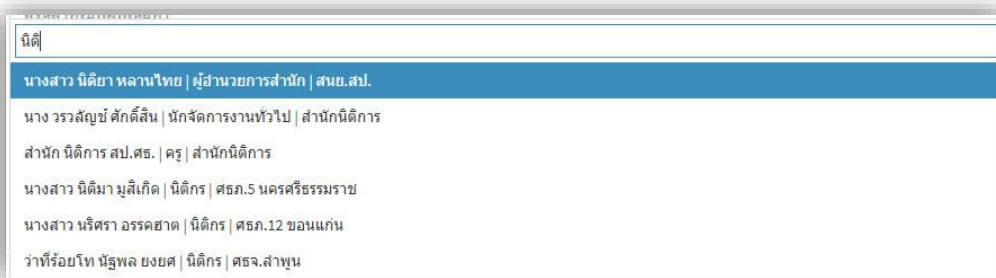 นิติ
นางสาว นิติยา หลานไทย | ผู้อำนวยการสำนัก | สนย.สป.
นาง วรวลัญช์ ศักดิ์สิน | นักจัดการงานทั่วไป | สำนักนิติการ
สำนัก นิติการ สป.ศธ. | ครู | สำนักนิติการ
นางสาว นิติมา มูสิเกิด | นิติกร | ศธภ.5 นครศรีธรรมราช
นางสาว นริศรา อรรคฮาต | นิติกร | ศธภ.12 ขอนแก่น
ว่าที่ร้อยโท นัฐพล ยงยศ | นิติกร | ศธจ.ลำพูน